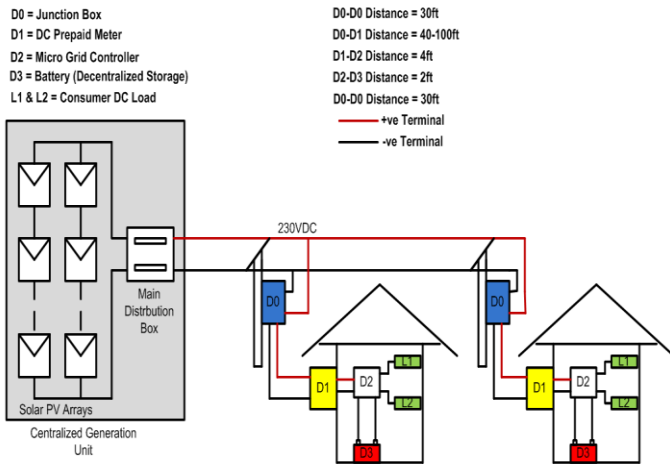 D0 = Junction Box
D1 = DC Prepaid Meter
D2 = Micro Grid Controller
D3 = Battery (Decentralized Storage)
L1 & L2 = Consumer DC Load
D0-D0 Distance = 30ft
D0-D1 Distance = 40-100ft
D1-D2 Distance = 4ft
D2-D3 Distance = 2ft
D0-D0 Distance = 30ft
+ve Terminal
-ve Terminal
230VDC
Main
Distrbution
Box
Solar PV Arrays
Centralized Generation
Unit
D0
D1
D2
L1
L2
D3
D0
D1
D2
L1
L2
D3